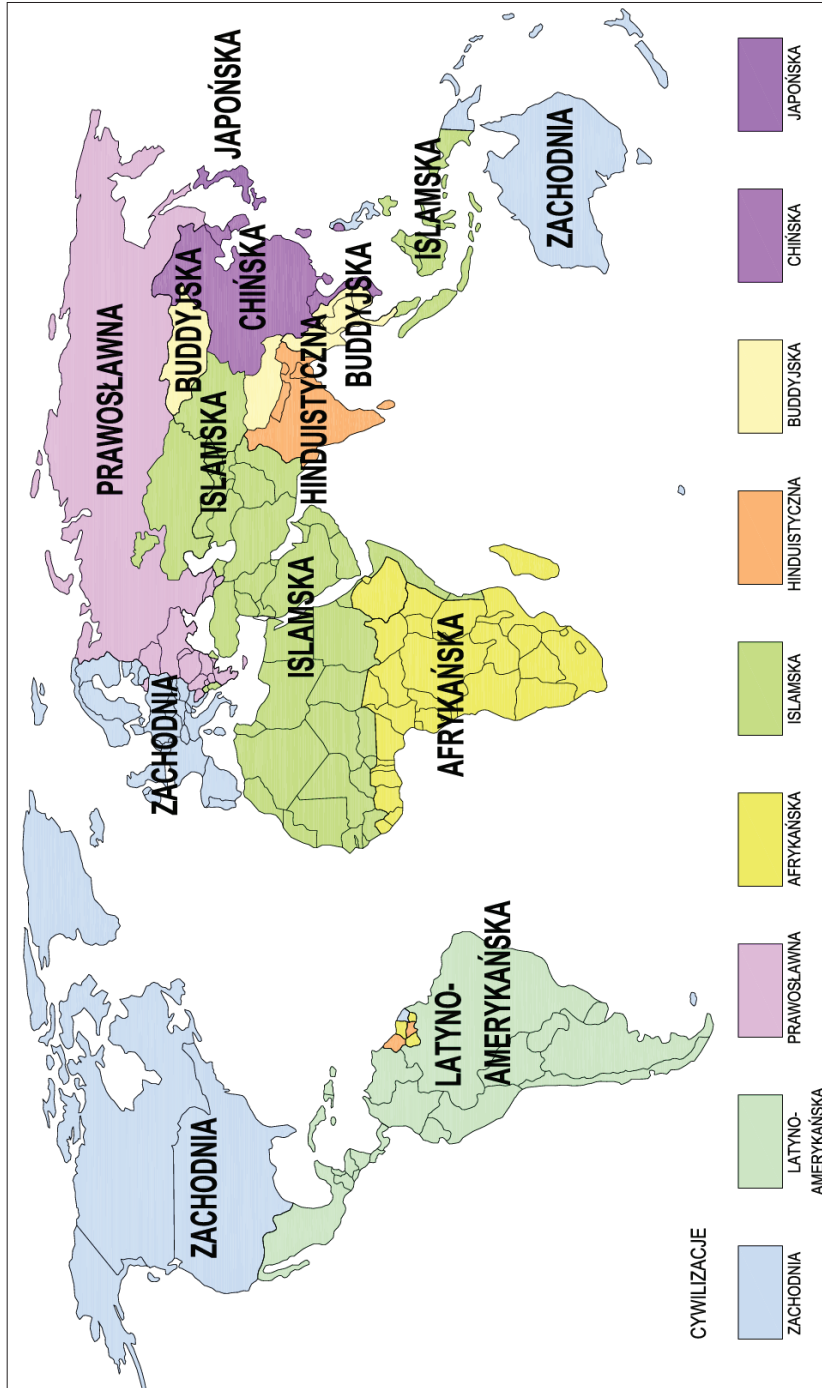 ZACHODNIA
LATYNO-
AMERYKAŃSKA
ZACHODNIA
PRAWOSŁAWNA
ISLAMSKA
AFRYKAŃSKA
ISLAMSKA
BUDDYJSKA
HINDUISTYCZNA
CHIŃSKA
BUDDYJSKA
JAPOŃSKA
ISLAMSKA
ZACHODNIA
CYWILIZACJE
ZACHODNIA
LATYNO-
AMERYKAŃSKA
PRAWOSŁAWNA
AFRYKAŃSKA
ISLAMSKA
HINDUISTYCZNA
BUDDYJSKA
CHIŃSKA
JAPOŃSKA